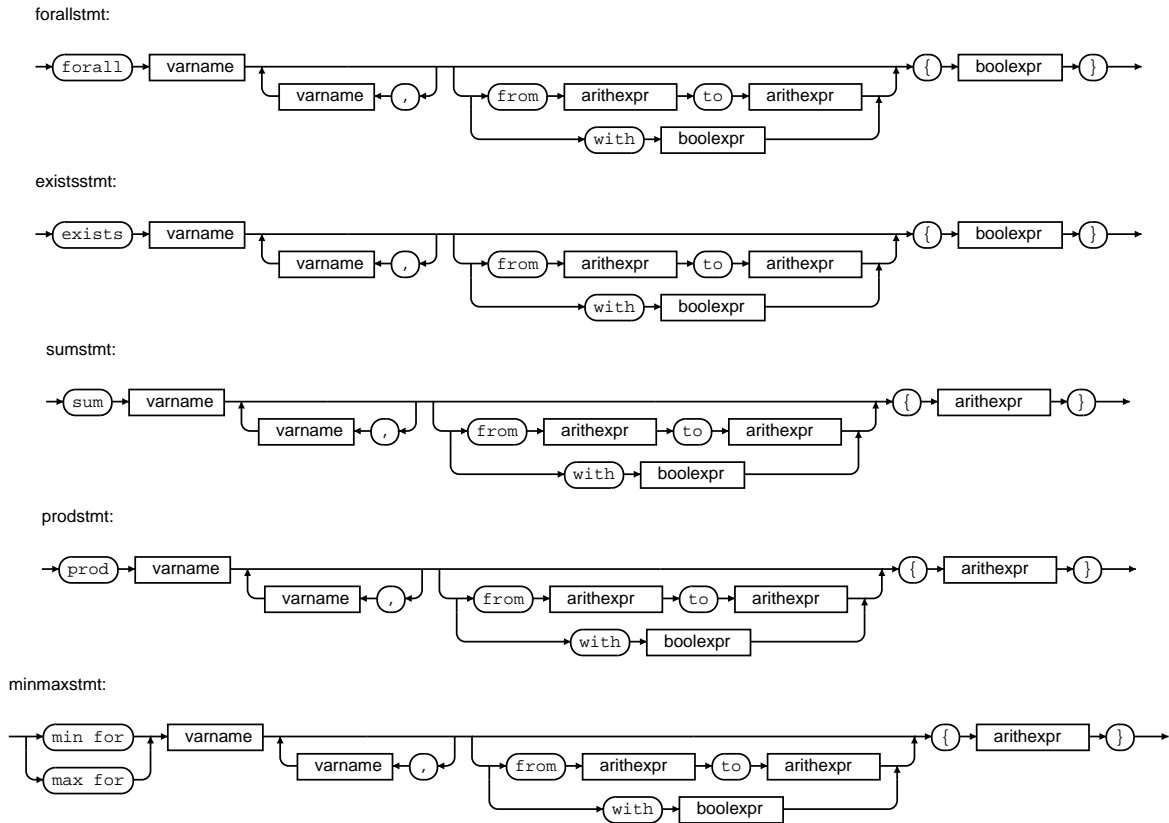 forallstmt:
forall varname { boolexpr }
varname , from arithexpr to arithexpr
with boolexpr
existsstmt:
exists varname { boolexpr }
varname , from arithexpr to arithexpr
with boolexpr
sumstmt:
sum varname { arithexpr }
varname , from arithexpr to arithexpr
with boolexpr
prodstmt:
prod varname { arithexpr }
varname , from arithexpr to arithexpr
with boolexpr
minmaxstmt:
min for varname { arithexpr }
max for varname , from arithexpr to arithexpr
with boolexpr